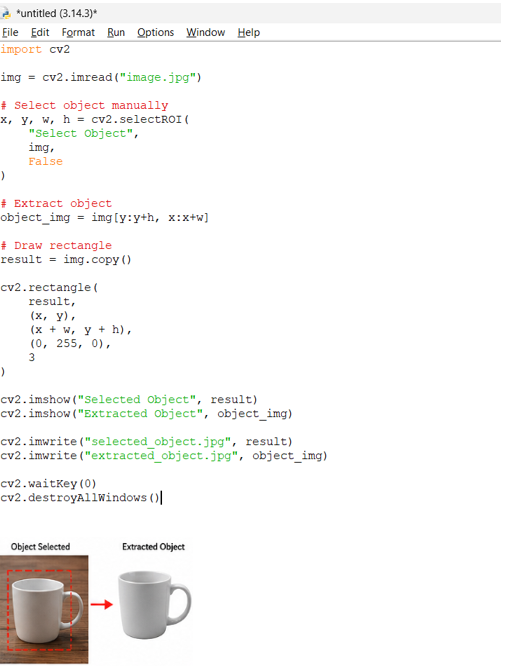 *untitled (3.14.3)*
File Edit Format Run Options Window Help
import cv2
img = cv2.imread("image.jpg")
# Select object manually
x, y, w, h = cv2.selectROI(
    "Select Object",
    img,
    False
)
# Extract object
object_img = img[y:y+h, x:x+w]
# Draw rectangle
result = img.copy()
cv2.rectangle(
    result,
    (x, y),
    (x + w, y + h),
    (0, 255, 0),
    3
)
cv2.imshow("Selected Object", result)
cv2.imshow("Extracted Object", object_img)
cv2.imwrite("selected_object.jpg", result)
cv2.imwrite("extracted_object.jpg", object_img)
cv2.waitKey(0)
cv2.destroyAllWindows()
Object Selected Extracted Object